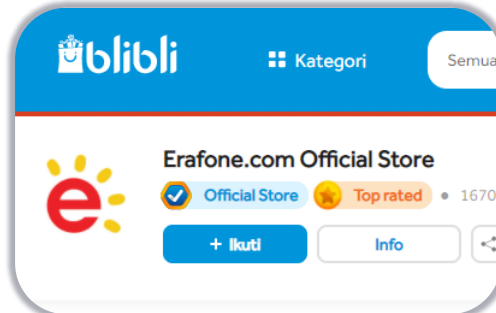 blibli
Kategori
Semua
Erafone.com Official Store
Official Store Top rated • 1670
+ Ikuti
Info